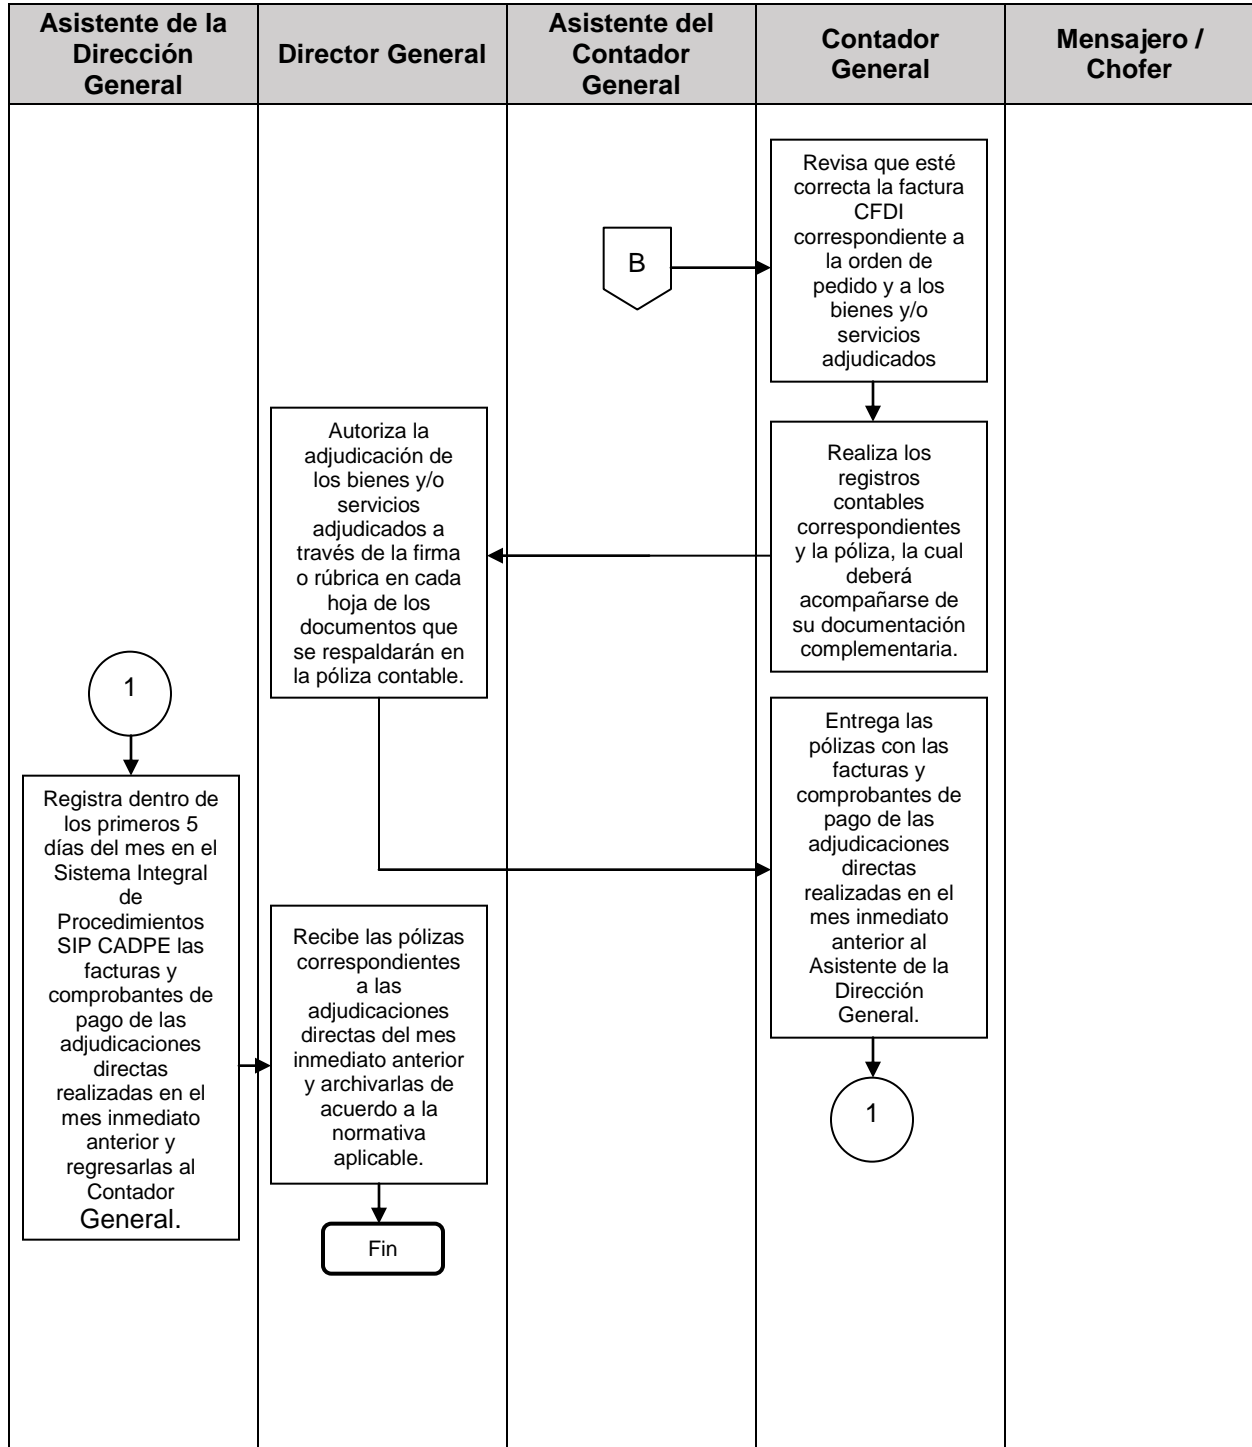 Asistente de la
Dirección
General
Director General
Asistente del
Contador
General
Contador
General
Mensajero /
Chofer
Revisa que esté
correcta la factura
CFDI
correspondiente a
la orden de
pedido y a los
bienes y/o
servicios
adjudicados
B
Realiza los
registros
contables
correspondientes
y la póliza, la cual
deberá
acompañarse de
su documentación
complementaria.
Autoriza la
adjudicación de
los bienes y/o
servicios
adjudicados a
través de la firma
o rúbrica en cada
hoja de los
documentos que
se respaldarán en
la póliza contable.
Entrega las
pólizas con las
facturas y
comprobantes de
pago de las
adjudicaciones
directas
realizadas en el
mes inmediato
anterior al
Asistente de la
Dirección
General.
1
1
Registra dentro de
los primeros 5
días del mes en el
Sistema Integral
de
Procedimientos
SIP CADPE las
facturas y
comprobantes de
pago de las
adjudicaciones
directas
realizadas en el
mes inmediato
anterior y
regresarlas al
Contador
General.
Recibe las pólizas
correspondientes
a las
adjudicaciones
directas del mes
inmediato anterior
y archivarlas de
acuerdo a la
normativa
aplicable.
Fin